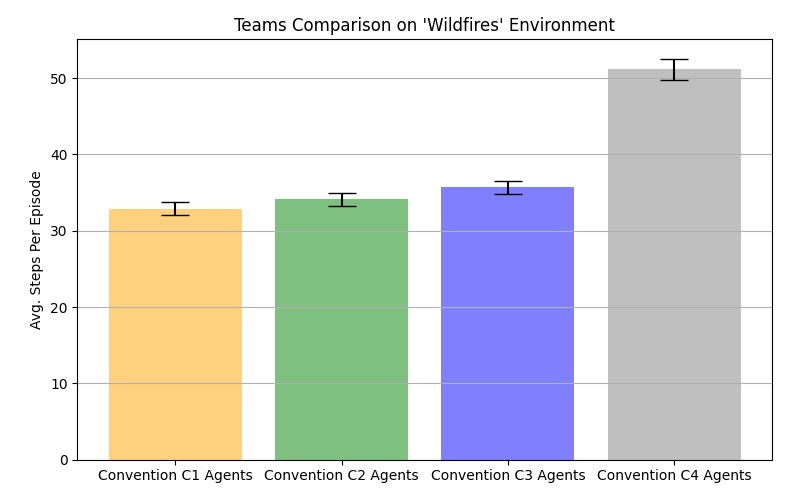 Teams Comparison on 'Wildfires' Environment
Avg. Steps Per Episode
50
40
30
20
10
0
Convention C1 Agents Convention C2 Agents Convention C3 Agents Convention C4 Agents